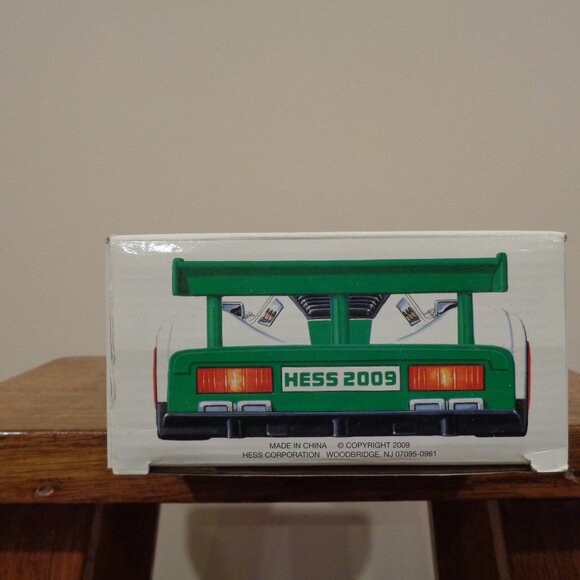 HESS 2009
MADE IN CHINA © COPYRIGHT 2009
HESS CORPORATION WOODBRIDGE, NJ 07095-0961